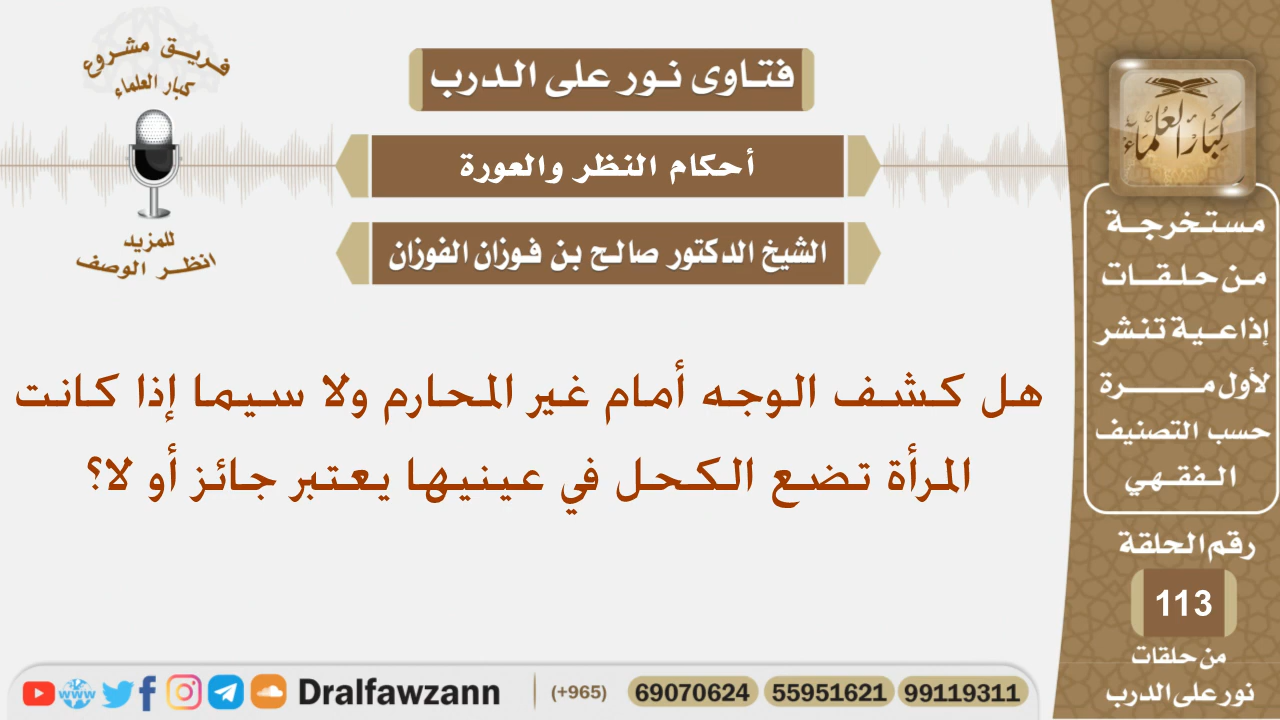 فريق مشروع
كبار العلماء
للمزيد
انظر الوصف
فتاوى نور على الدرب
أحكام النظر والعورة
الشيخ الدكتور صالح بن فوزان الفوزان
هل كشف الوجه أمام غير المحارم ولا سيما إذا كانت
المرأة تضع الكحل في عينيها يعتبر جائز أو لا؟
كبار العلماء
مستخرجة
من حلقات
إذاعية تنشر
لأول مرة
حسب التصنيف
الفقهي
رقم الحلقة
113
من حلقات
نور على الدرب
www
Dralfawzann
(+965)
69070624
55951621
99119311